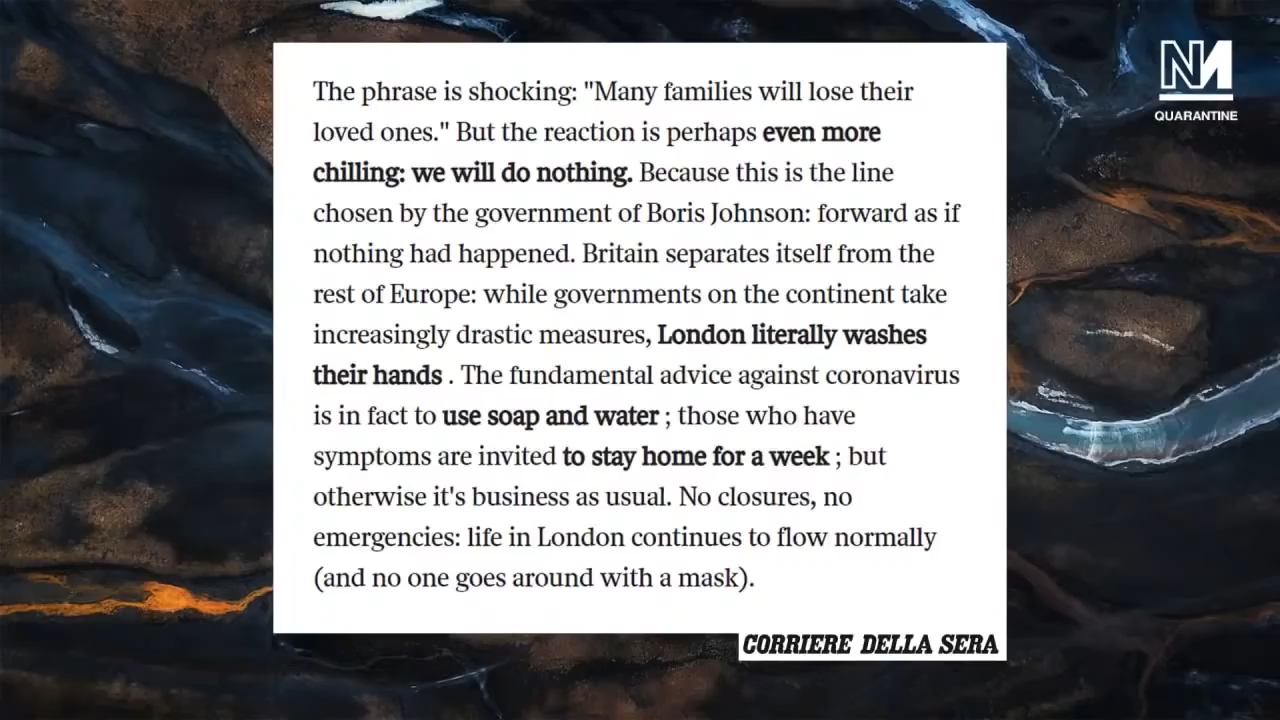 The phrase is shocking: "Many families will lose their
loved ones." But the reaction is perhaps even more
chilling: we will do nothing. Because this is the line
chosen by the government of Boris Johnson: forward as if
nothing had happened. Britain separates itself from the
rest of Europe: while governments on the continent take
increasingly drastic measures, London literally washes
their hands . The fundamental advice against coronavirus
is in fact to use soap and water ; those who have
symptoms are invited to stay home for a week ; but
otherwise it's business as usual. No closures, no
emergencies: life in London continues to flow normally
(and no one goes around with a mask).
CORRIERE DELLA SERA
NM
QUARANTINE